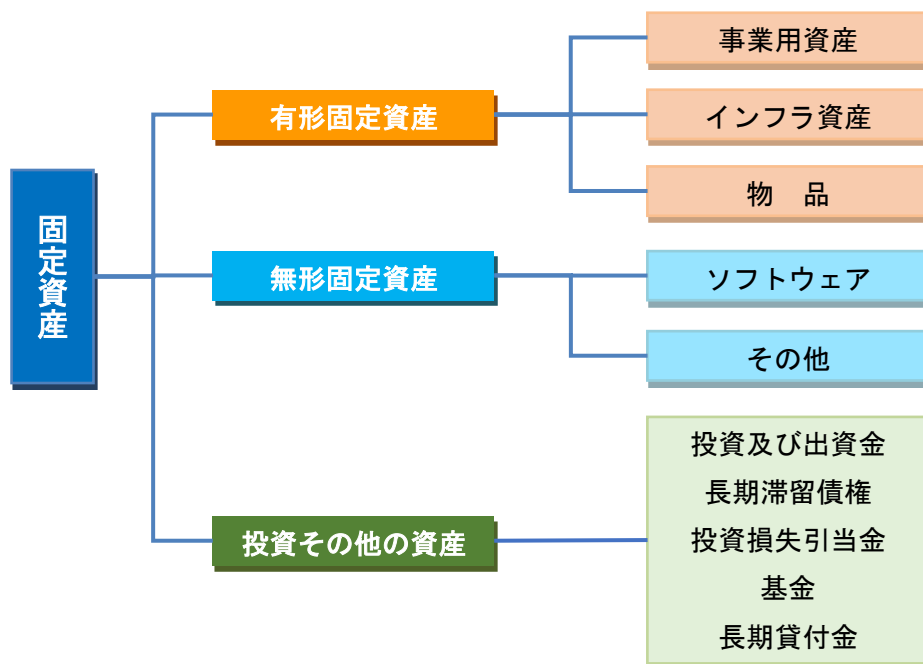 固定資産
有形固定資産
事業用資産
インフラ資産
物　品
無形固定資産
ソフトウェア
その他
投資その他の資産
投資及び出資金
長期滞留債権
投資損失引当金
基金
長期貸付金